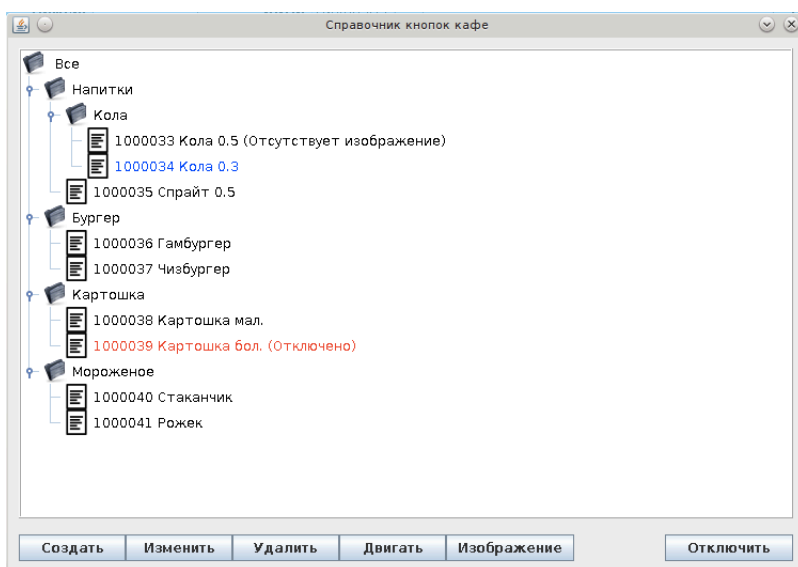 Справочник кнопок кафе
Все
Напитки
Кола
1000033 Кола 0.5 (Отсутствует изображение)
1000034 Кола 0.3
1000035 Спрайт 0.5
Бургер
1000036 Гамбургер
1000037 Чизбургер
Картошка
1000038 Картошка мал.
1000039 Картошка бол. (Отключено)
Мороженое
1000040 Стаканчик
1000041 Рожек
Создать Изменить Удалить Двигать Изображение Отключить